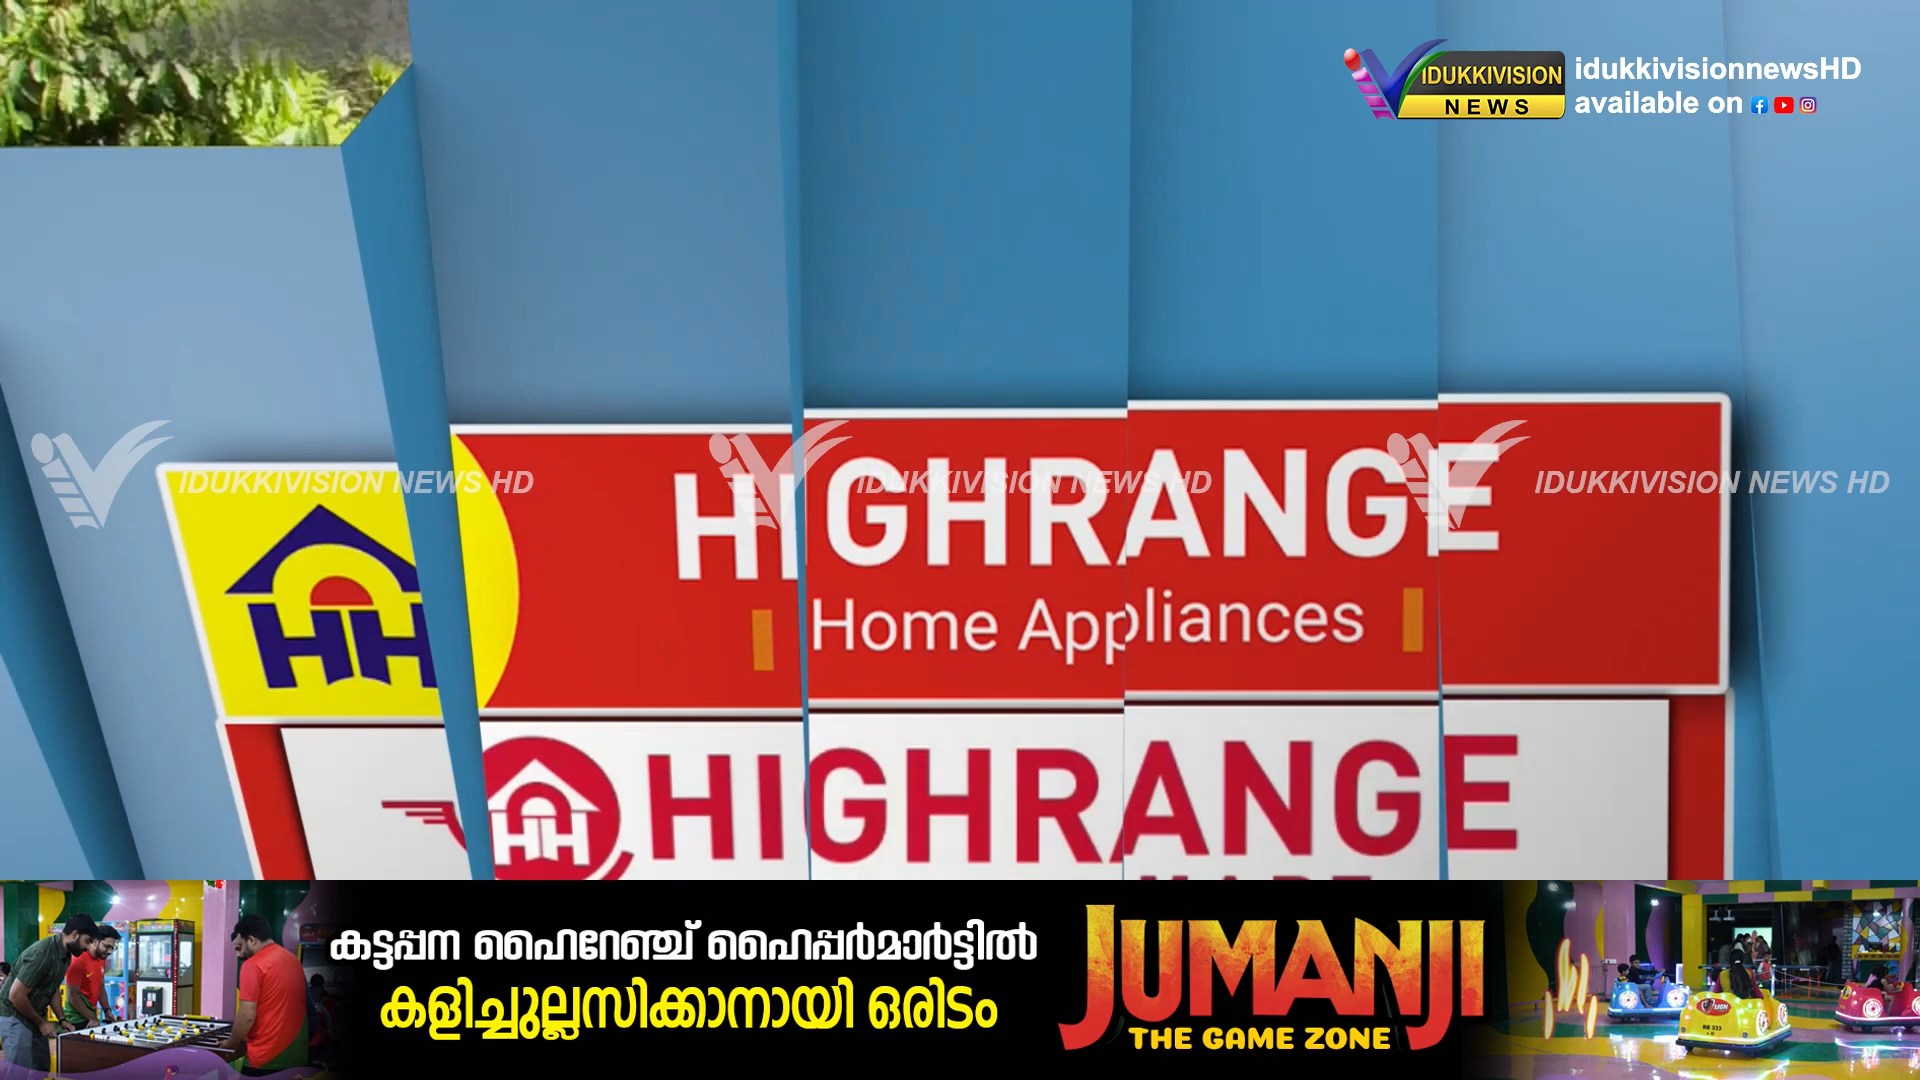 IDUKKIVISION
NEWS
idukkivisionnewsHD
available on
IDUKKIVISION NEWS HD
IDUKKIVISION NEWS HD
IDUKKIVISION NEWS HD
HH
HIGHRANGE
Home Appliances
HH
HIGHRANGE
കട്ടപ്പന ഹൈറേഞ്ച് ഹൈപ്പർമാർട്ടിൽ
കളിച്ചുല്ലസിക്കാനായി ഒരിടം
JUMANJI
THE GAME ZONE